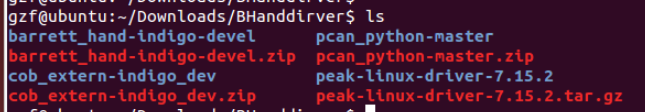 gzf@ubuntu:~/Downloads/BHanddirver$ ls
barrett_hand-indigo-devel      pcan_python-master
barrett_hand-indigo-devel.zip  pcan_python-master.zip
cob_extern-indigo_dev          peak-linux-driver-7.15.2
cob_extern-indigo_dev.zip      peak-linux-driver-7.15.2.tar.gz